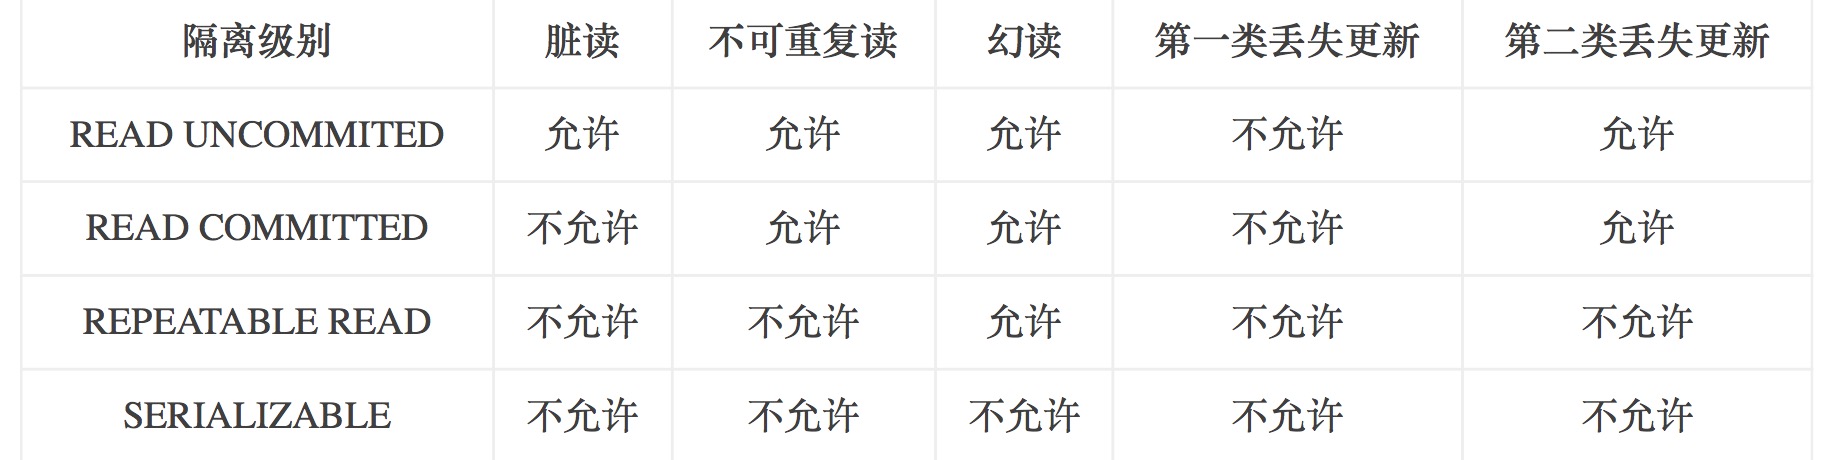 隔离级别 脏读 不可重复读 幻读 第一类丢失更新 第二类丢失更新
READ UNCOMMITED 允许 允许 允许 不允许 允许
READ COMMITTED 不允许 允许 允许 不允许 允许
REPEATABLE READ 不允许 不允许 允许 不允许 不允许
SERIALIZABLE 不允许 不允许 不允许 不允许 不允许